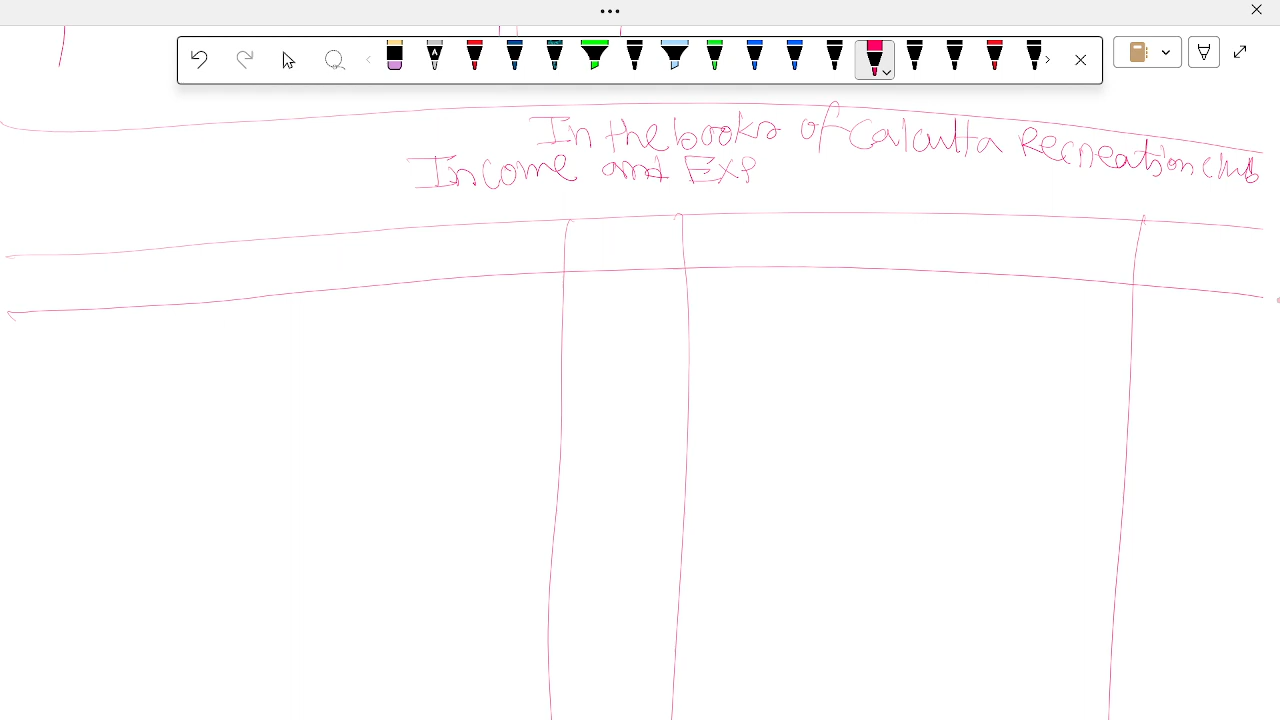 In the books of Calcutta Recreation club
Income and Exp